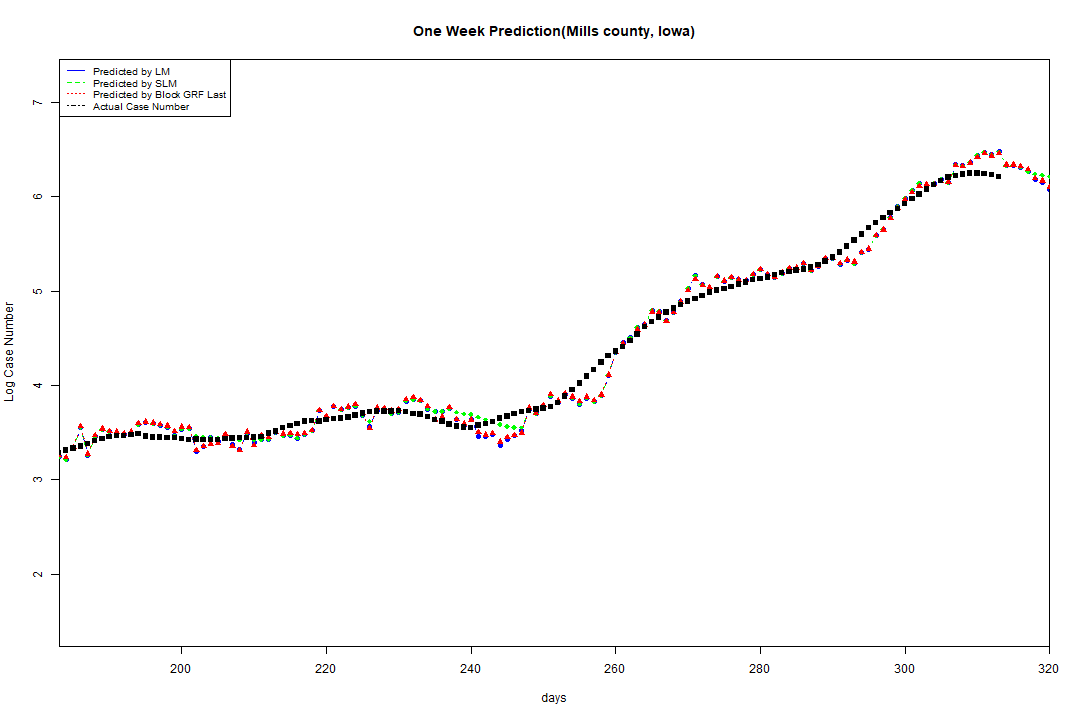 One Week Prediction(Mills county, Iowa)
Predicted by LM
Predicted by SLM
Predicted by Block GRF Last
Actual Case Number
7
6
5
4
3
2
Log Case Number
200 220 240 260 280 300 320
days